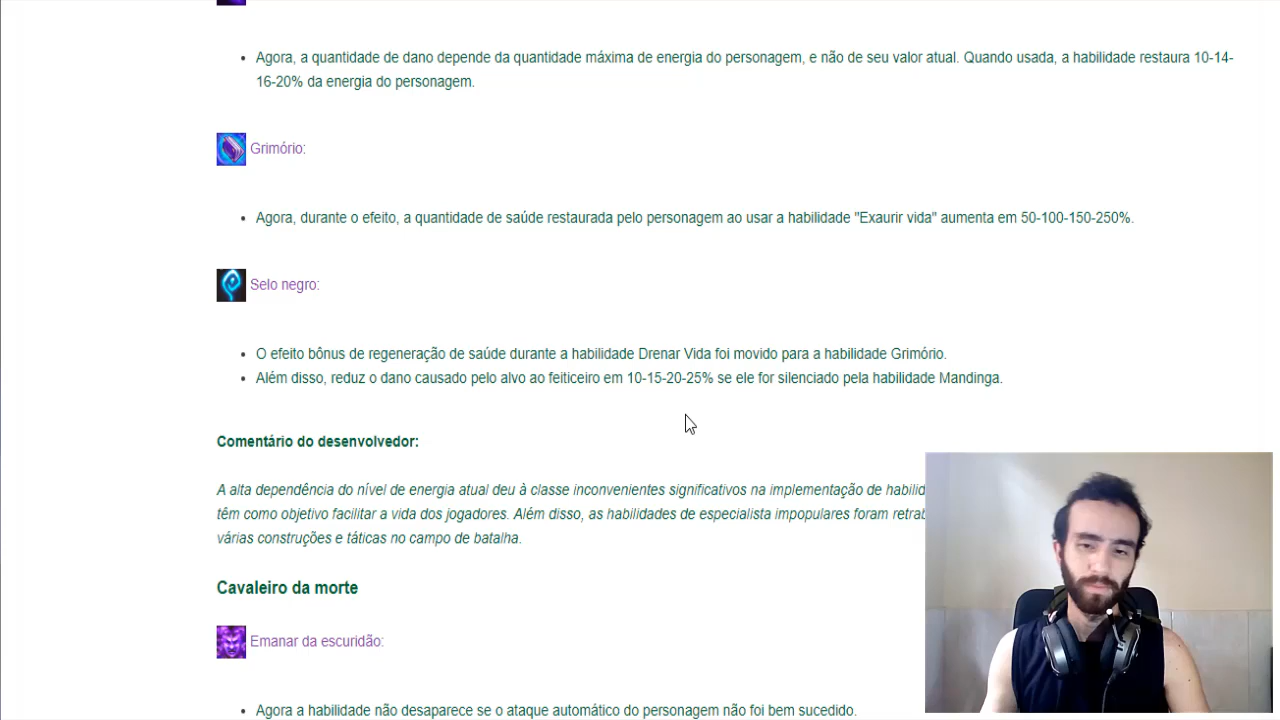 Agora, a quantidade de dano depende da quantidade máxima de energia do personagem, e não de seu valor atual. Quando usada, a habilidade restaura 10-14-
16-20% da energia do personagem.
Grimório:
Agora, durante o efeito, a quantidade de saúde restaurada pelo personagem ao usar a habilidade "Exaurir vida" aumenta em 50-100-150-250%.
Selo negro:
O efeito bônus de regeneração de saúde durante a habilidade Drenar Vida foi movido para a habilidade Grimório.
Além disso, reduz o dano causado pelo alvo ao feiticeiro em 10-15-20-25% se ele for silenciado pela habilidade Mandinga.
Comentário do desenvolvedor:
A alta dependência do nível de energia atual deu à classe inconvenientes significativos na implementação de
têm como objetivo facilitar a vida dos jogadores. Além disso, as habilidades de especialista impopulares foram
várias construções e táticas no campo de batalha.
Cavaleiro da morte
Emanar da escuridão:
Agora a habilidade não desaparece se o ataque automático do personagem não foi bem sucedido.